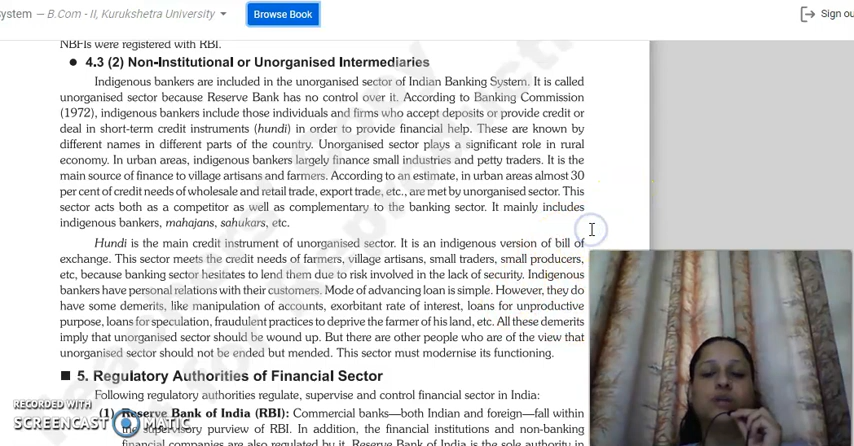 ystem — B.Com - II, Kurukshetra University
Browse Book
Sign ou
NBFIs were registered with RBI.
● 4.3 (2) Non-Institutional or Unorganised Intermediaries
Indigenous bankers are included in the unorganised sector of Indian Banking System. It is called
unorganised sector because Reserve Bank has no control over it. According to Banking Commission
(1972), indigenous bankers include those individuals and firms who accept deposits or provide credit or
deal in short-term credit instruments (hundi) in order to provide financial help. These are known by
different names in different parts of the country. Unorganised sector plays a significant role in rural
economy. In urban areas, indigenous bankers largely finance small industries and petty traders. It is the
main source of finance to village artisans and farmers. According to an estimate, in urban areas almost 30
per cent of credit needs of wholesale and retail trade, export trade, etc., are met by unorganised sector. This
sector acts both as a competitor as well as complementary to the banking sector. It mainly includes
indigenous bankers, mahajans, sahukars, etc.
Hundi is the main credit instrument of unorganised sector. It is an indigenous version of bill of
exchange. This sector meets the credit needs of farmers, village artisans, small traders, small producers,
etc, because banking sector hesitates to lend them due to risk involved in the lack of security. Indigenous
bankers have personal relations with their customers. Mode of advancing loan is simple. However, they do
have some demerits, like manipulation of accounts, exorbitant rate of interest, loans for unproductive
purpose, loans for speculation, fraudulent practices to deprive the farmer of his land, etc. All these demerits
imply that unorganised sector should be wound up. But there are other people who are of the view that
unorganised sector should not be ended but mended. This sector must modernise its functioning.
■ 5. Regulatory Authorities of Financial Sector
Following regulatory authorities regulate, supervise and control financial sector in India:
(1) Reserve Bank of India (RBI): Commercial banks—both Indian and foreign—fall within
the supervisory purview of RBI. In addition, the financial institutions and non-banking
financial companies are also regulated by it. Reserve Bank of India is the sole authority in
RECORDED WITH
SCREENCAST MATIC